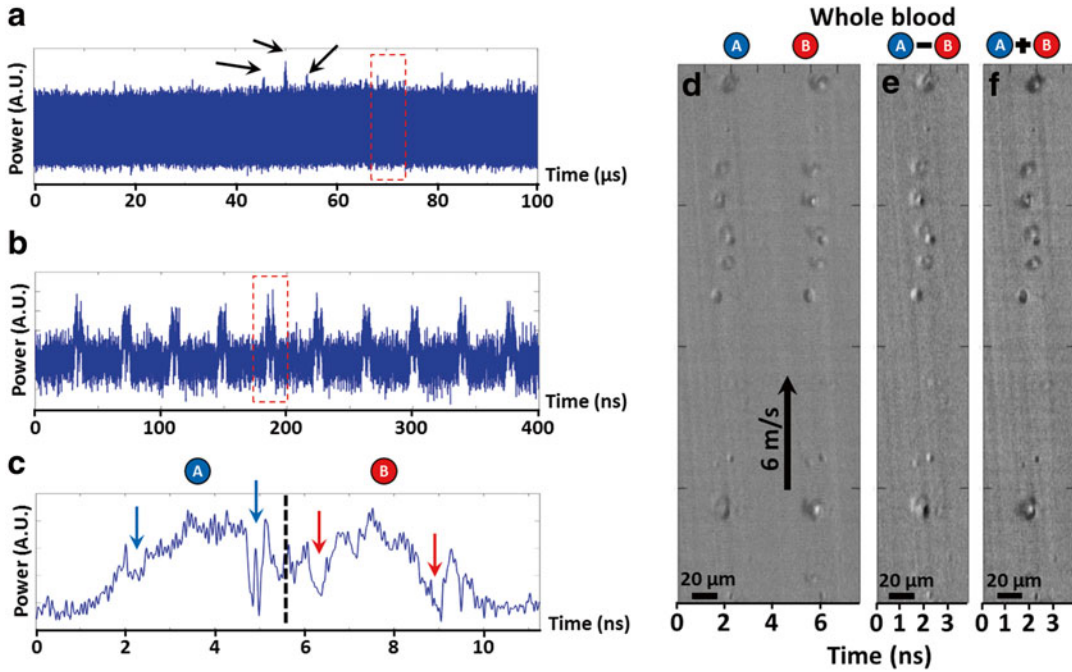 a
Power (A.U.)
0 20 40 60 80 100
Time (µs)
b
Power (A.U.)
0 100 200 300 400
Time (ns)
c
A B
Power (A.U.)
0 2 4 6 8 10
Time (ns)
Whole blood
A B A − B A + B
d e f
6 m/s
20 µm 20 µm 20 µm
0 2 4 6 0 1 2 3 0 1 2 3
Time (ns)